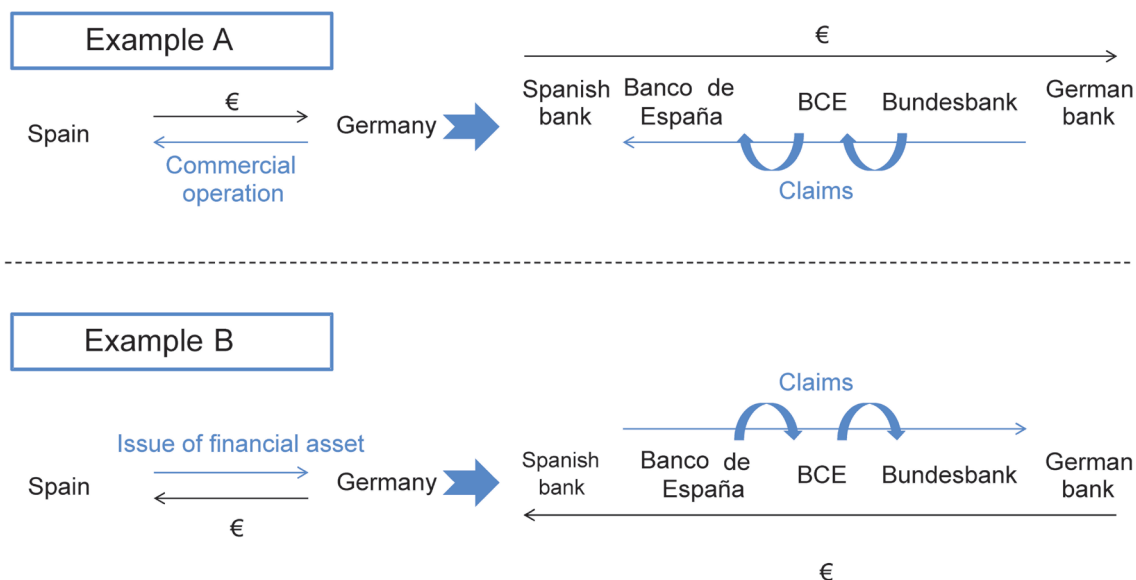 Example A
€
Spain
Germany
Commercial
operation
€
Spanish
bank
Banco de
España
BCE
Bundesbank
German
bank
Claims
Example B
Issue of financial asset
Spain
Germany
€
Claims
Spanish
bank
Banco de
España
BCE
Bundesbank
German
bank
€